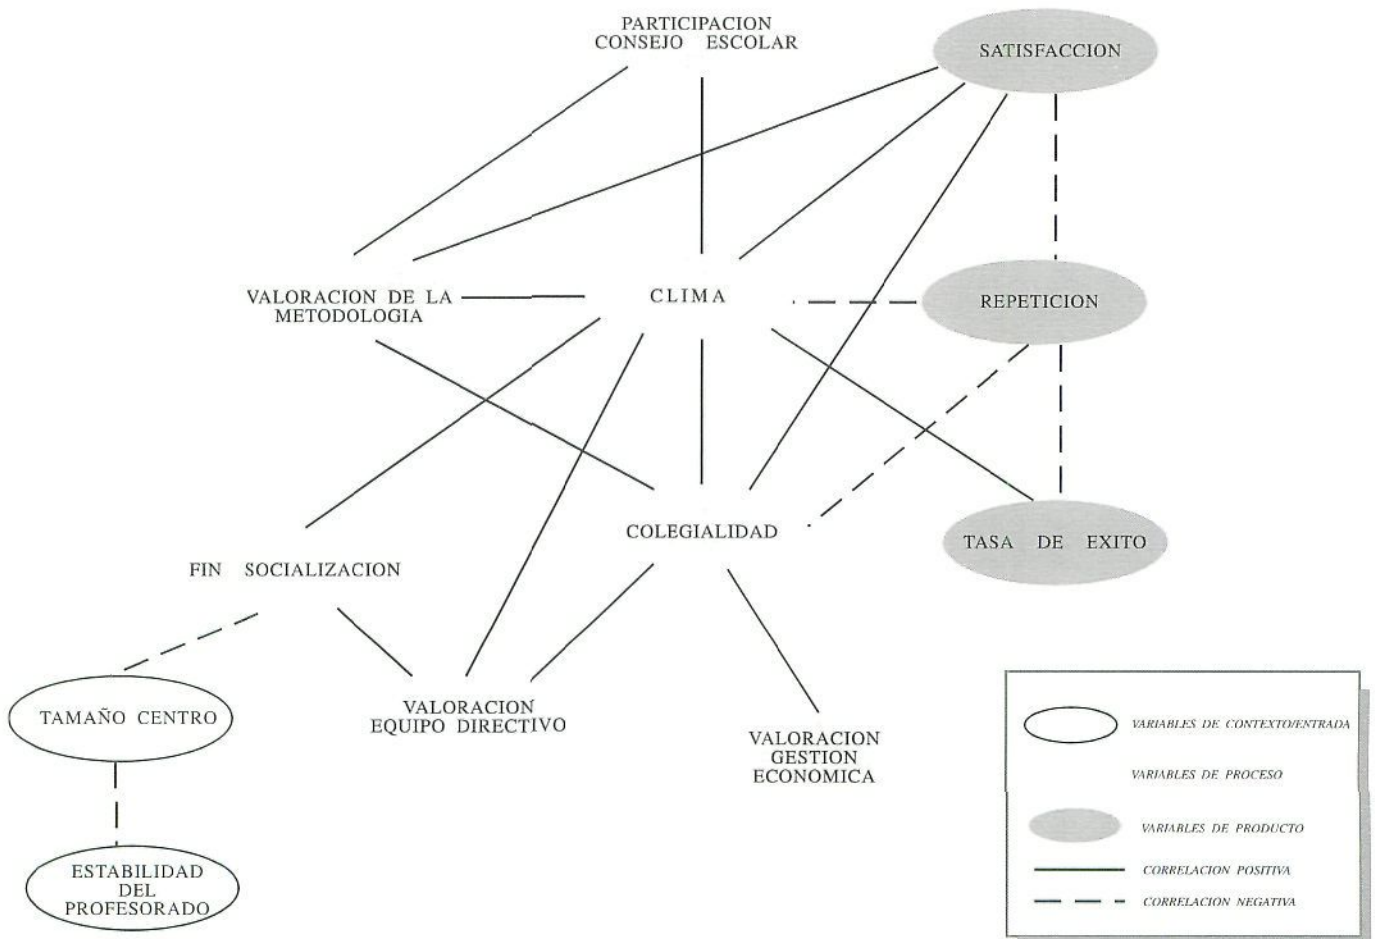 PARTICIPACION
CONSEJO ESCOLAR
SATISFACCION
VALORACION DE LA
METODOLOGIA
CLIMA
REPETICION
COLEGIALIDAD
TASA DE EXITO
FIN SOCIALIZACION
TAMAÑO CENTRO
VALORACION
EQUIPO DIRECTIVO
VALORACION
GESTION
ECONOMICA
ESTABILIDAD
DEL
PROFESORADO
VARIABLES DE CONTEXTO/ENTRADA
VARIABLES DE PROCESO
VARIABLES DE PRODUCTO
CORRELACION POSITIVA
CORRELACION NEGATIVA